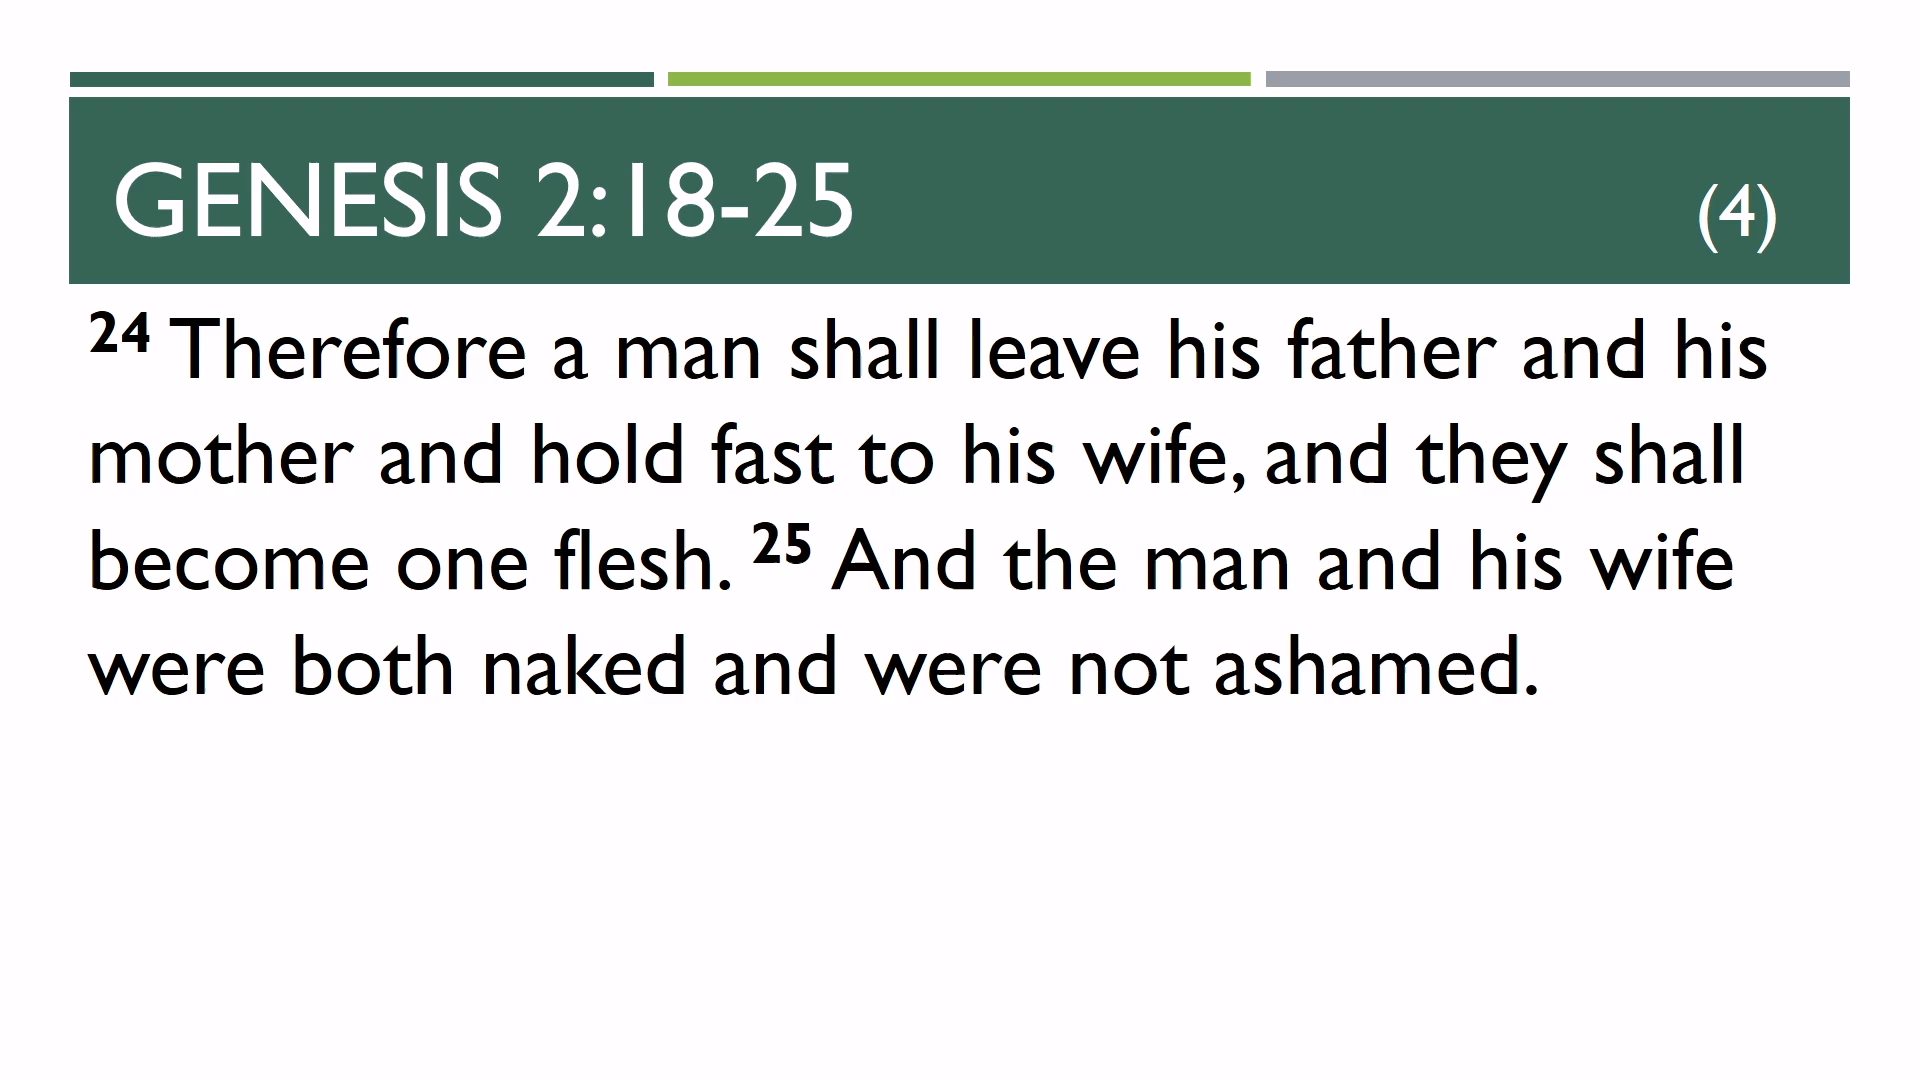 GENESIS 2:18-25 (4)
24 Therefore a man shall leave his father and his
mother and hold fast to his wife, and they shall
become one flesh. 25 And the man and his wife
were both naked and were not ashamed.